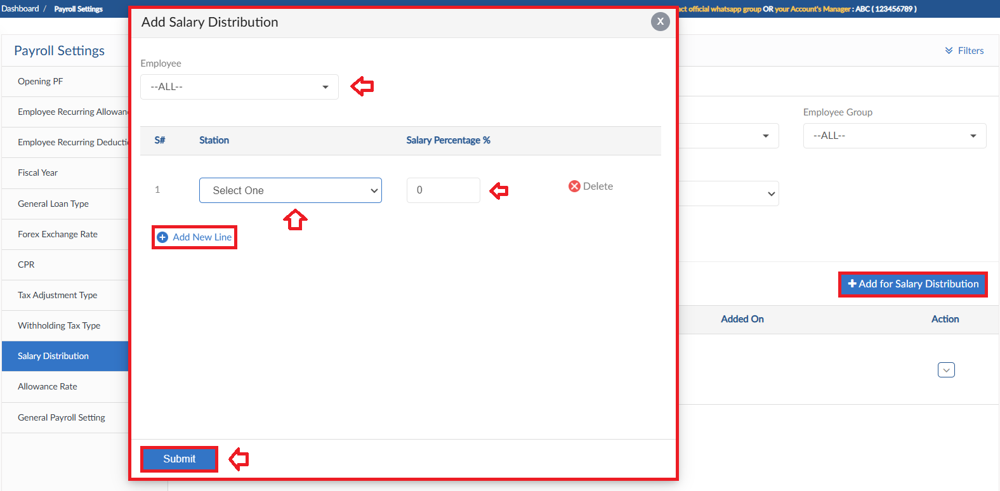 Dashboard / Payroll Settings
official whatsapp group OR your Account's Manager : ABC ( 123456789 )
Add Salary Distribution
X
Payroll Settings
Filters
Employee
--ALL--
Opening PF
Employee Recurring
Employee Group
--ALL--
S# Station Salary Percentage %
Employee Recurring
Fiscal Year
1 Select One 0 Delete
General Loan Type
Forex Exchange Rate
Add New Line
CPR
Add for Salary Distribution
Tax Adjustment Type
Added On Action
Withholding Tax Type
Salary Distribution
Allowance Rate
General Payroll Setting
Submit